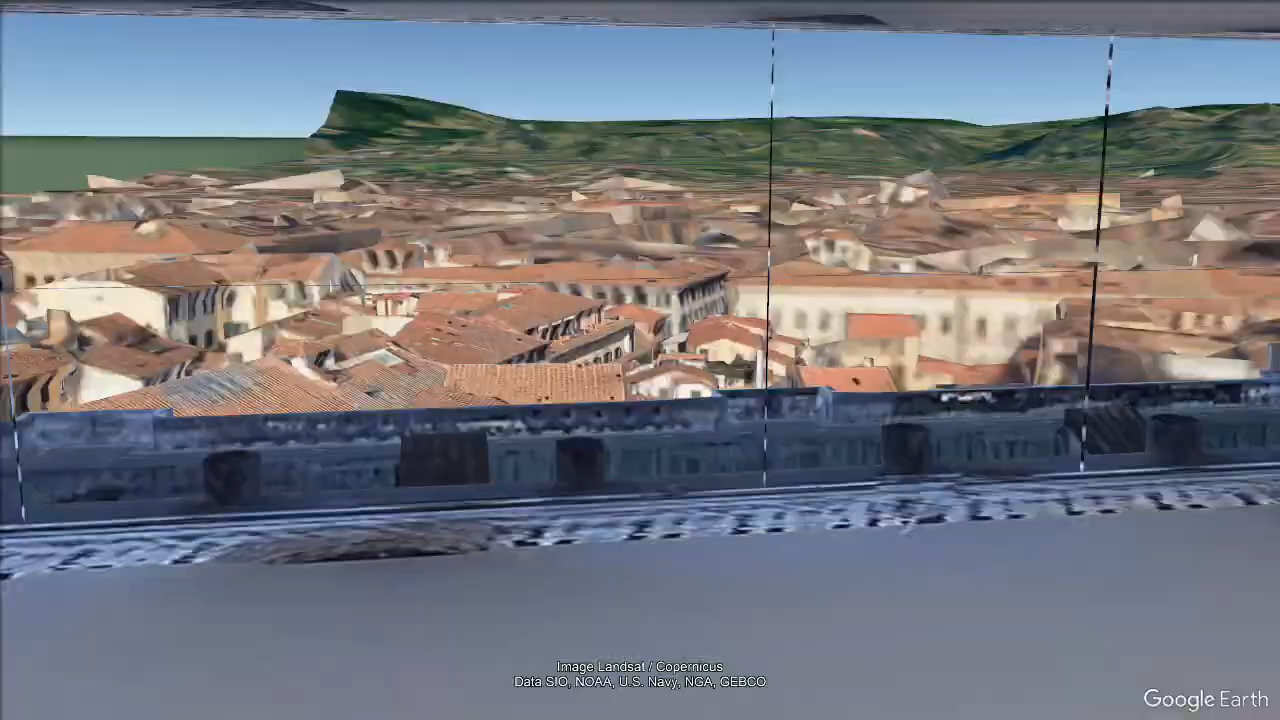 Image Landsat / Copernicus
Data SIO, NOAA, U.S. Navy, NGA, GEBCO
Google Earth